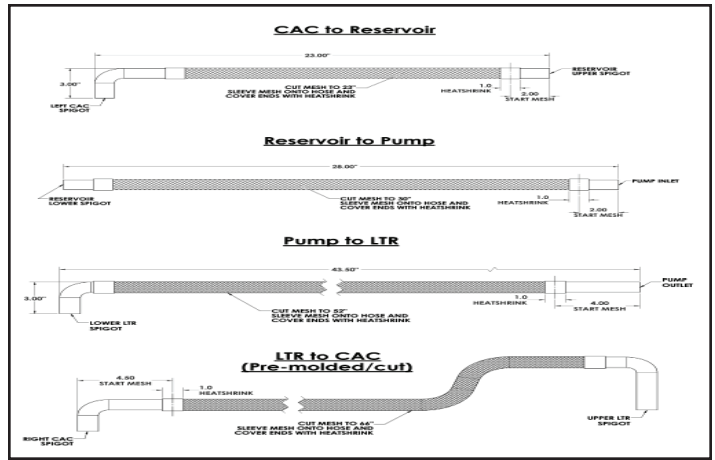 CAC to Reservoir
23.00"
3.00"
LEFT CAC
SPIGOT
CUT MESH TO 23"
SLEEVE MESH ONTO HOSE AND
COVER ENDS WITH HEATSHRINK
1.0
HEATSHRINK
2.00
START MESH
RESERVOIR
UPPER SPIGOT
Reservoir to Pump
28.00"
RESERVOIR
LOWER SPIGOT
CUT MESH TO 30"
SLEEVE MESH ONTO HOSE AND
COVER ENDS WITH HEATSHRINK
1.0
HEATSHRINK
2.00
START MESH
PUMP INLET
Pump to LTR
43.50"
3.00"
LOWER LTR
SPIGOT
CUT MESH TO 52"
SLEEVE MESH ONTO HOSE AND
COVER ENDS WITH HEATSHRINK
1.0
HEATSHRINK
4.00
START MESH
PUMP
OUTLET
LTR to CAC
(Pre-molded/cut)
4.50
START MESH
1.0
HEATSHRINK
RIGHT CAC
SPIGOT
CUT MESH TO 66"
SLEEVE MESH ONTO HOSE AND
COVER ENDS WITH HEATSHRINK
UPPER LTR
SPIGOT